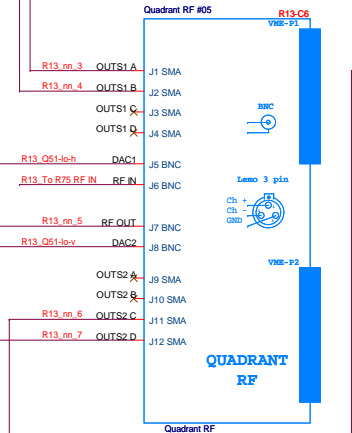 Quadrant RF #05
R13-C6
VME-P1
R13_nn_3 OUTS1 A J1 SMA
R13_nn_4 OUTS1 B J2 SMA
OUTS1 C J3 SMA
OUTS1 D J4 SMA
BNC
R13_Q51-lo-h DAC1 J5 BNC
R13_To R75 RF IN RF IN J6 BNC
Lemo 3 pin
Ch +
Ch -
GND
R13_nn_5 RF OUT J7 BNC
R13_Q51-lo-v DAC2 J8 BNC
VME-P2
OUTS2 A J9 SMA
OUTS2 B J10 SMA
R13_nn_6 OUTS2 C J11 SMA
R13_nn_7 OUTS2 D J12 SMA
QUADRANT
RF
Quadrant RF